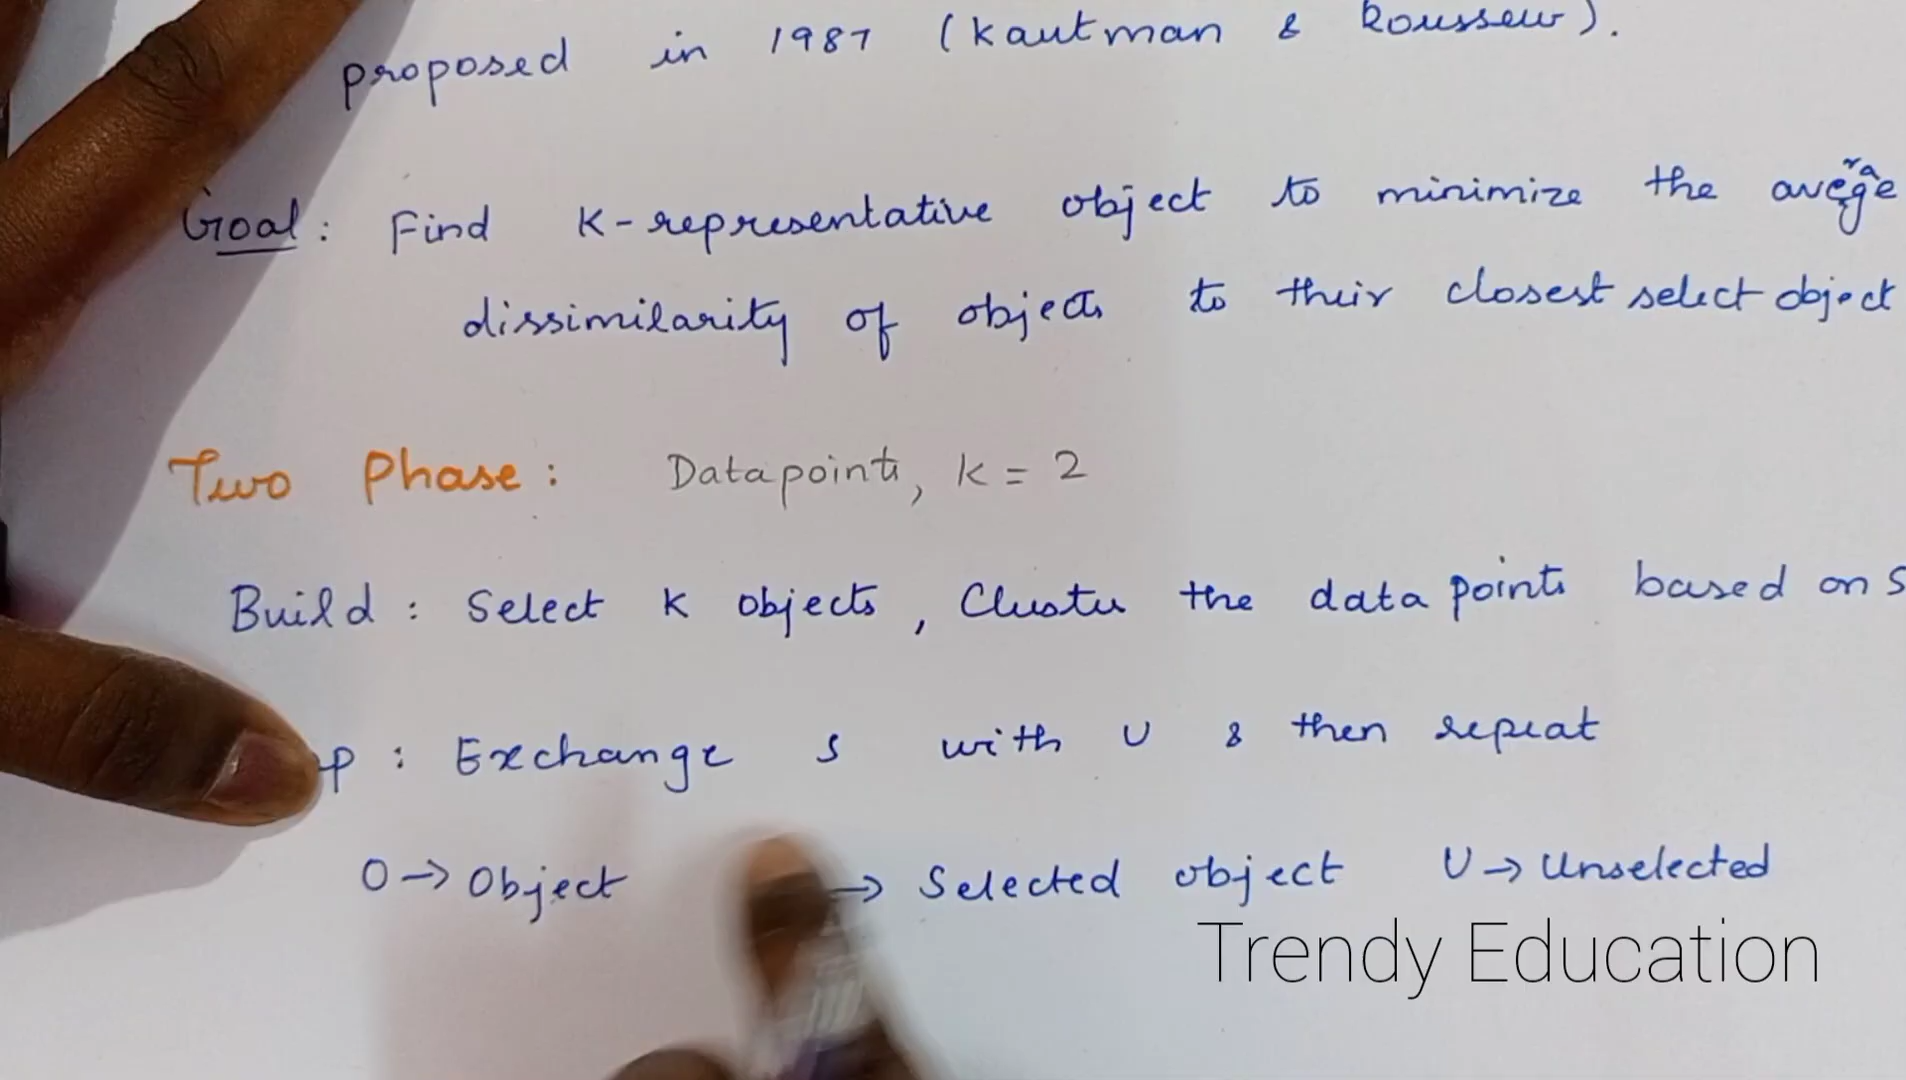 proposed in 1987 (Kautman & Rousseur).
Goal: Find K-representative object to minimize the average
dissimilarity of objects to their closest select object
Two Phase: Datapoints, K = 2
Build: Select K objects, Cluster the data points based on S
p: Exchange S with U & then repeat
O → Object → Selected object U → Unselected
Trendy Education